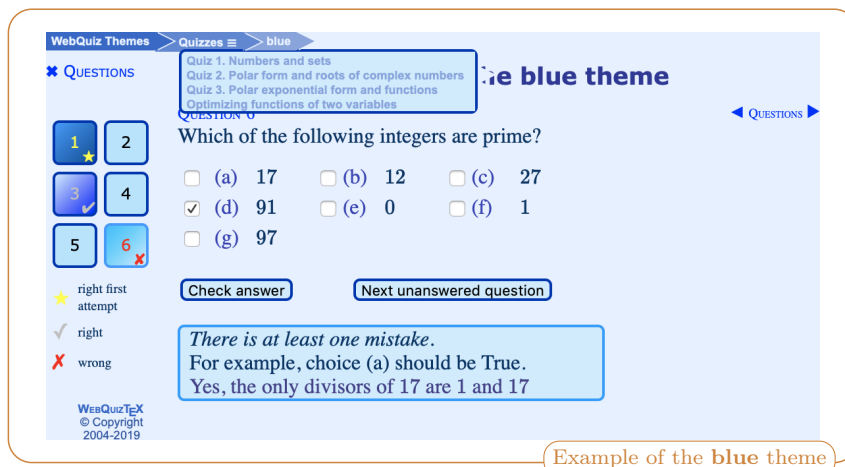 WebQuiz Themes Quizzes ≡ blue
Quiz 1. Numbers and sets
Quiz 2. Polar form and roots of complex numbers
Quiz 3. Polar exponential form and functions
Optimizing functions of two variables
✖ QUESTIONS
e blue theme
QUESTION 6
◀ QUESTIONS ▶
Which of the following integers are prime?
1 2
3 4
5 6
(a) 17 (b) 12 (c) 27
(d) 91 (e) 0 (f) 1
(g) 97
Check answer Next unanswered question
right first
attempt
right
wrong
There is at least one mistake.
For example, choice (a) should be True.
Yes, the only divisors of 17 are 1 and 17
WEBQUIZTEX
© Copyright
2004-2019
Example of the blue theme